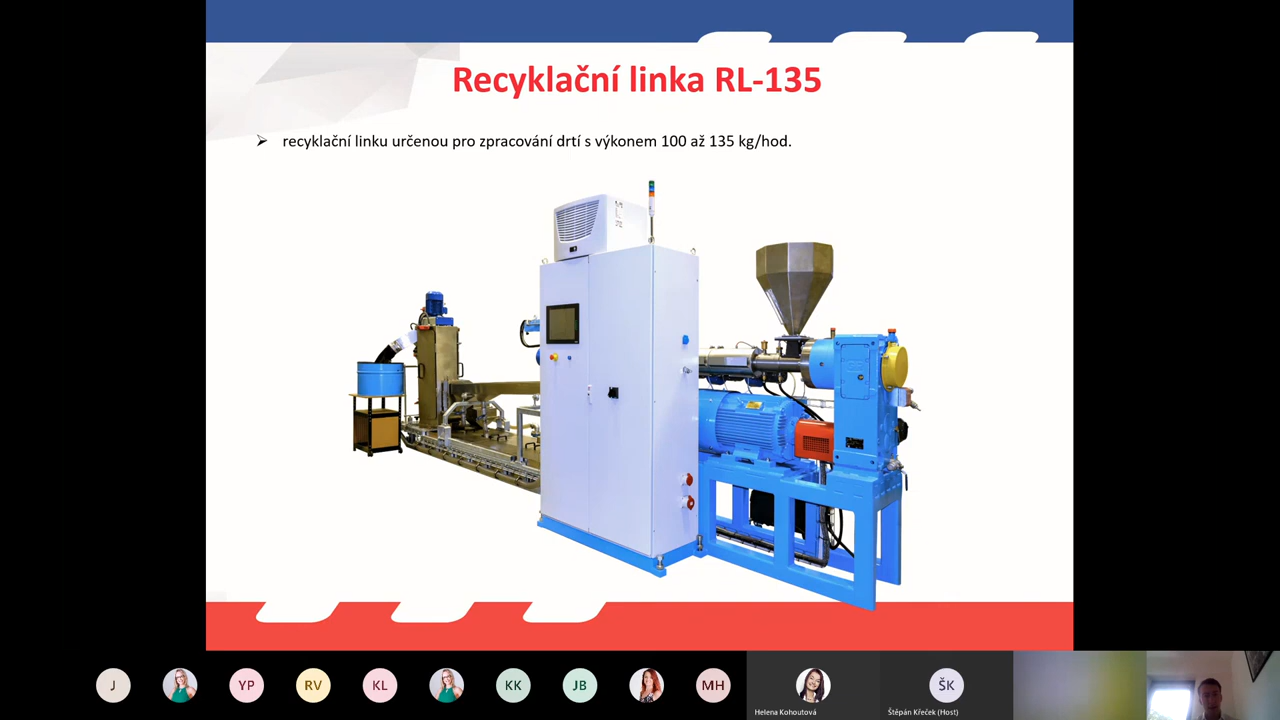 Recyklační linka RL-135
➢ recyklační linku určenou pro zpracování drtí s výkonem 100 až 135 kg/hod.
J
YP
RV
KL
KK
JB
MH
ŠK
Helena Kohoutová
Štěpán Křeček (Host)